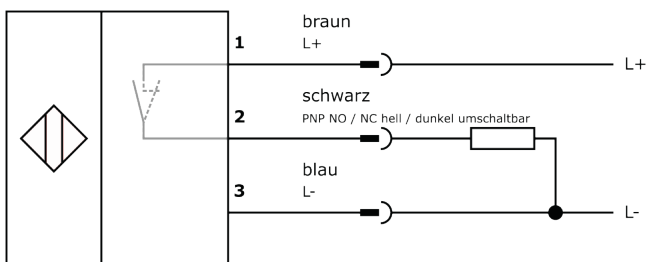 braun
1
L+
L+
schwarz
2
PNP NO / NC hell / dunkel umschaltbar
blau
3
L-
L-